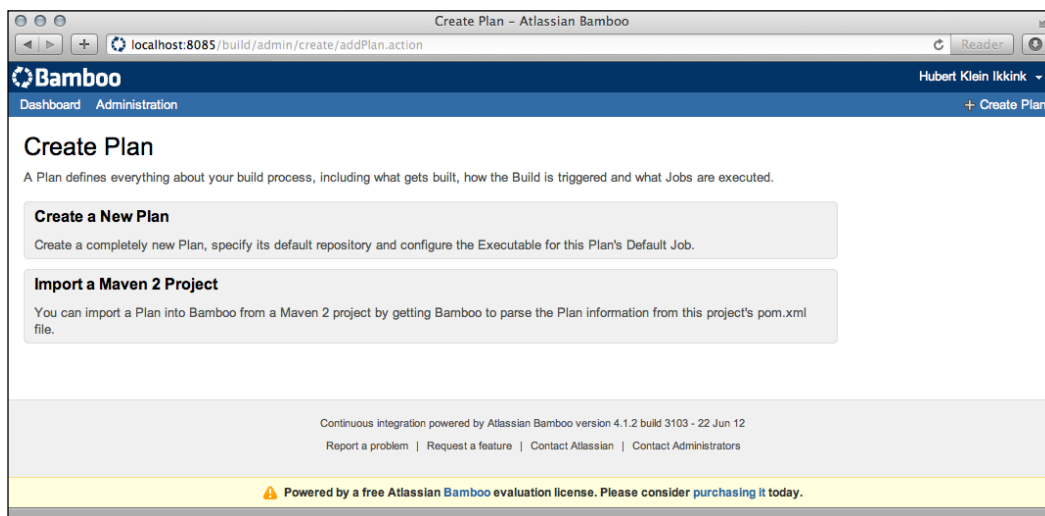 Create Plan – Atlassian Bamboo
localhost:8085/build/admin/create/addPlan.action
Reader
Bamboo
Hubert Klein Ikkink
Dashboard Administration
Create Plan
Create Plan
A Plan defines everything about your build process, including what gets built, how the Build is triggered and what Jobs are executed.
Create a New Plan
Create a completely new Plan, specify its default repository and configure the Executable for this Plan's Default Job.
Import a Maven 2 Project
You can import a Plan into Bamboo from a Maven 2 project by getting Bamboo to parse the Plan information from this project's pom.xml
file.
Continuous integration powered by Atlassian Bamboo version 4.1.2 build 3103 - 22 Jun 12
Report a problem | Request a feature | Contact Atlassian | Contact Administrators
Powered by a free Atlassian Bamboo evaluation license. Please consider purchasing it today.